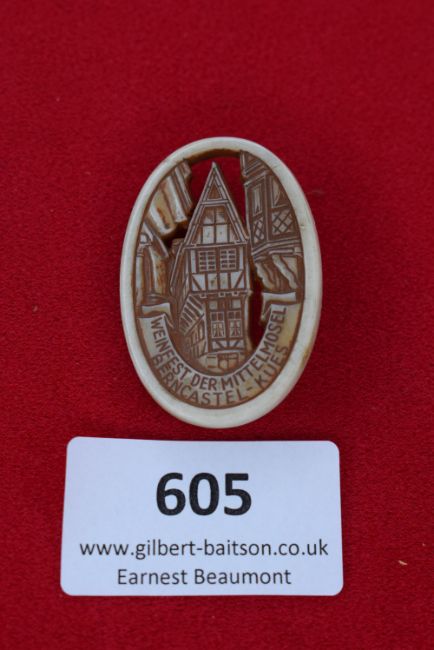 WEINFEST DER MITTELMOSEL
BERNCASTEL-KUES
605
www.gilbert-baitson.co.uk
Earnest Beaumont